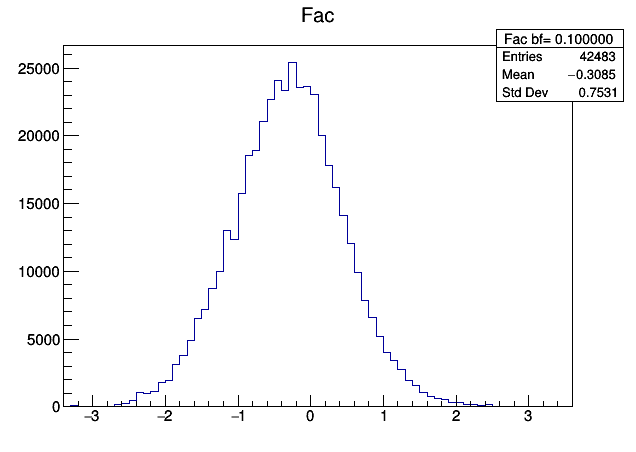 Fac
Fac bf= 0.100000
Entries 42483
Mean −0.3085
Std Dev 0.7531
25000
20000
15000
10000
5000
0
−3 −2 −1 0 1 2 3